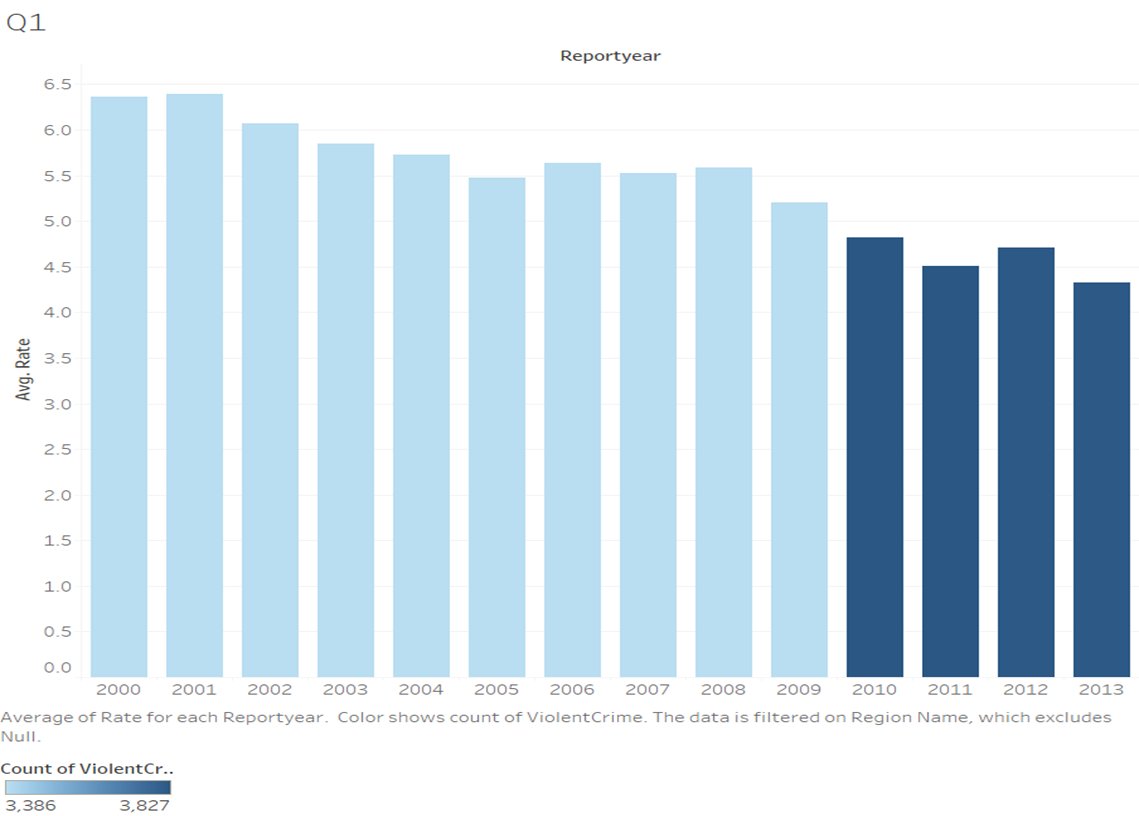 Q1
Reportyear
6.5
6.0
5.5
5.0
4.5
4.0
3.5
3.0
2.5
2.0
1.5
1.0
0.5
0.0
Avg. Rate
2000 2001 2002 2003 2004 2005 2006 2007 2008 2009 2010 2011 2012 2013
Average of Rate for each Reportyear. Color shows count of ViolentCrime. The data is filtered on Region Name, which excludes
Null.
Count of ViolentCr..
3,386 3,827